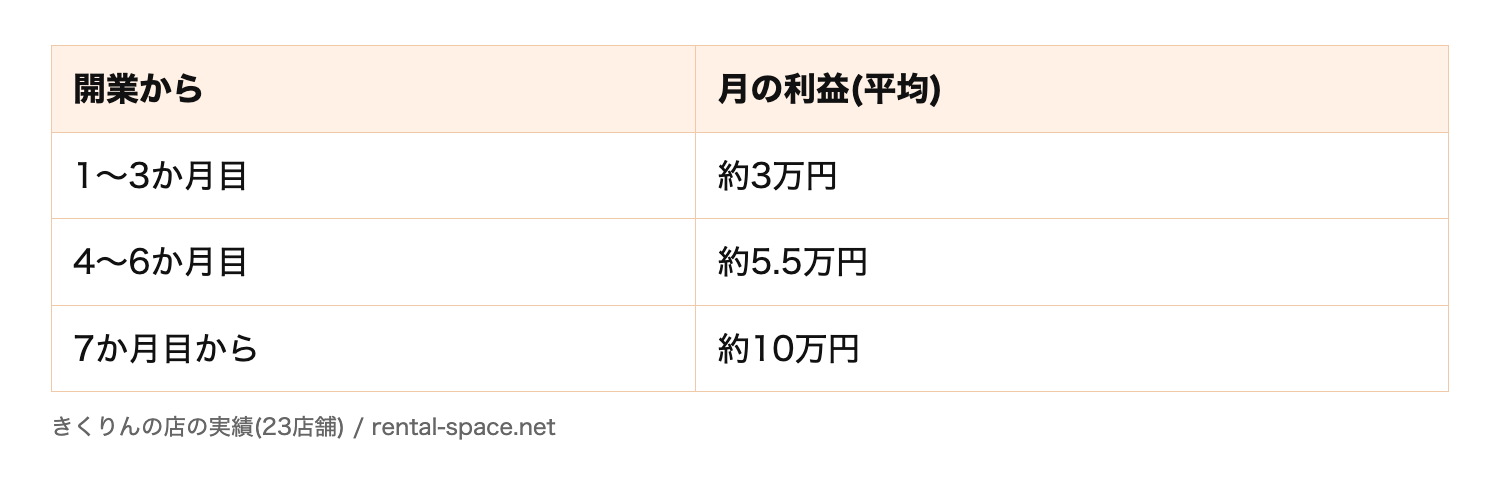 開業から 月の利益(平均)
1〜3か月目 約3万円
4〜6か月目 約5.5万円
7か月目から 約10万円
きくりんの店の実績(23店舗) / rental-space.net